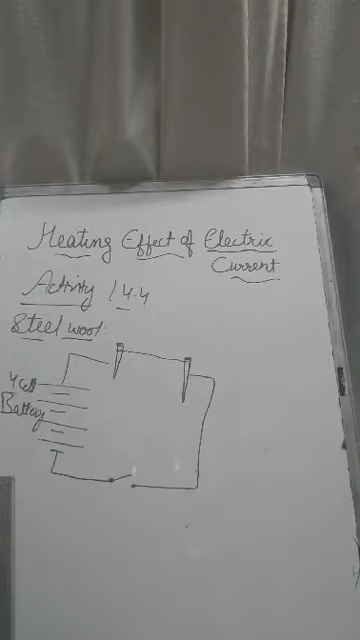 Heating Effect of Electric
Current
Activity 14.4
Steel wool.
4 Cell
Battery